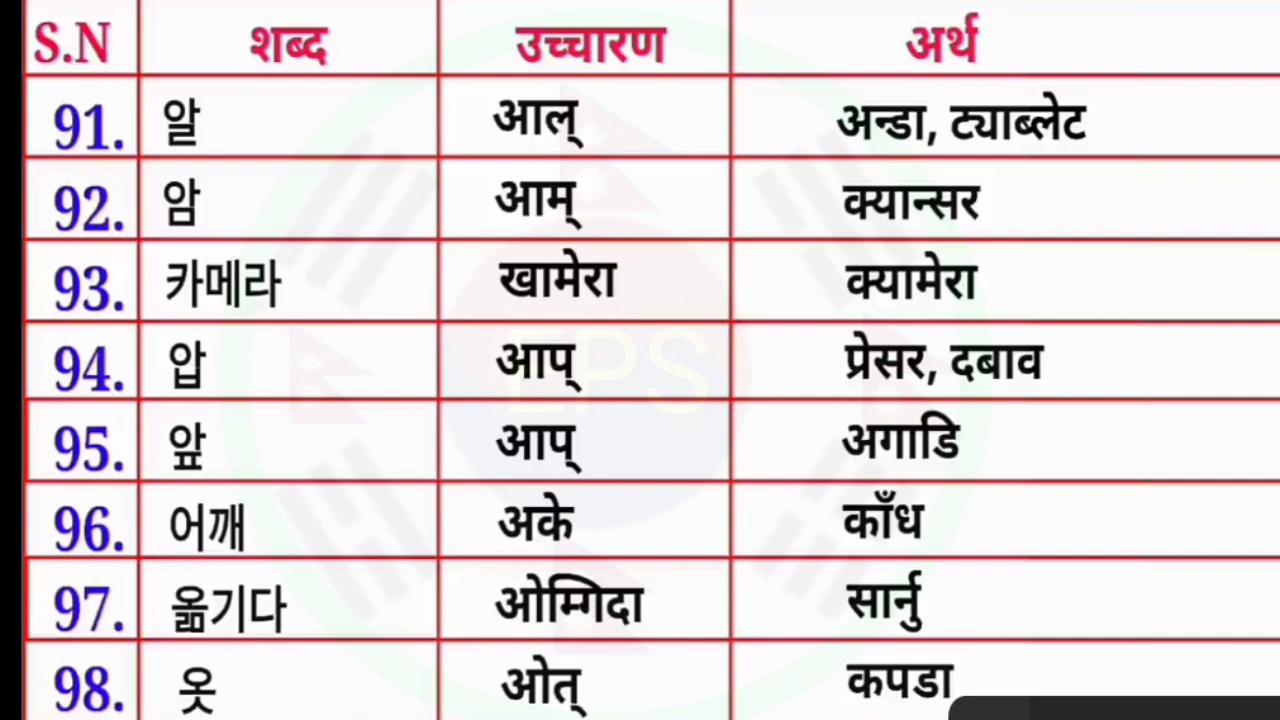 S.N शब्द उच्चारण अर्थ
91. 알 आल् अन्डा, ट्याब्लेट
92. 암 आम् क्यान्सर
93. 카메라 खामेरा क्यामेरा
94. 압 आप् प्रेसर, दबाव
95. 앞 आप् अगाडि
96. 어깨 अके काँध
97. 옮기다 ओम्गिदा सार्नु
98. 옷 ओत् कपडा
EPS